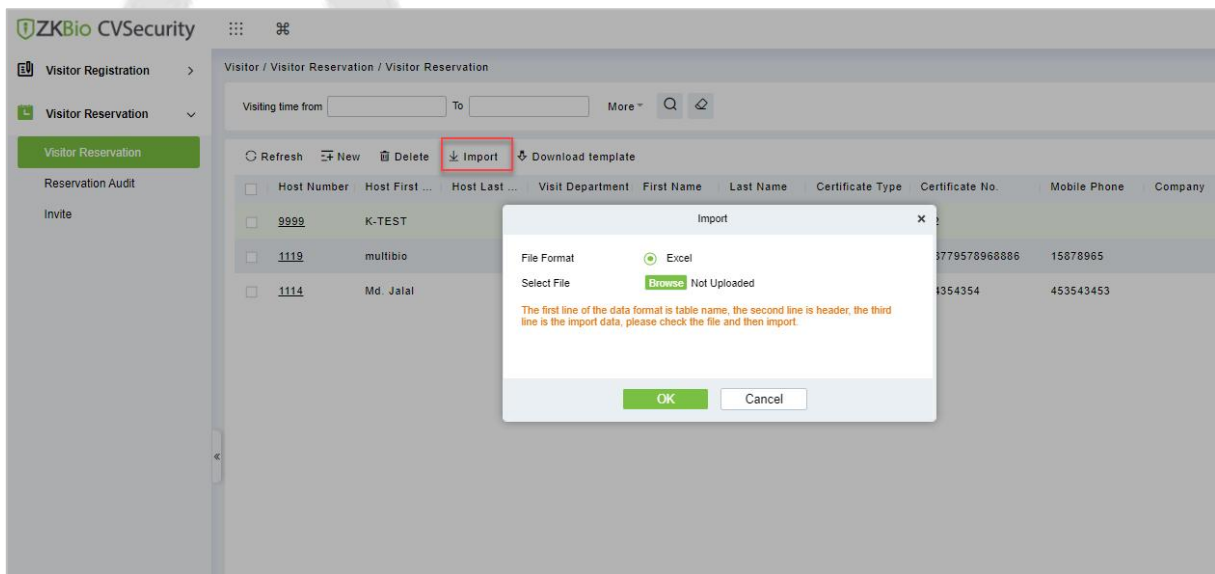 ZKBio CVSecurity
Visitor Registration
Visitor Reservation
Visitor Reservation
Reservation Audit
Invite
Visitor / Visitor Reservation / Visitor Reservation
Visiting time from To More
Refresh New Delete Import Download template
Host Number Host First ... Host Last ... Visit Department First Name Last Name Certificate Type Certificate No. Mobile Phone Company
9999 K-TEST
1119 multibio 3779578968886 15878965
1114 Md. Jalal 4354354 453543453
Import
File Format Excel
Select File Browse Not Uploaded
The first line of the data format is table name, the second line is header, the third
line is the import data, please check the file and then import.
OK Cancel